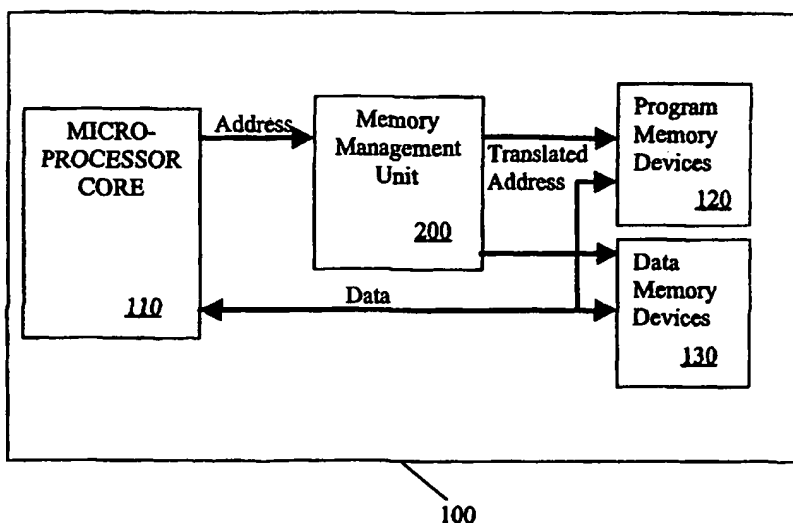 MICRO-
PROCESSOR
CORE
110
Address
Memory
Management
Unit
200
Translated
Address
Program
Memory
Devices
120
Data
Data
Memory
Devices
130
100